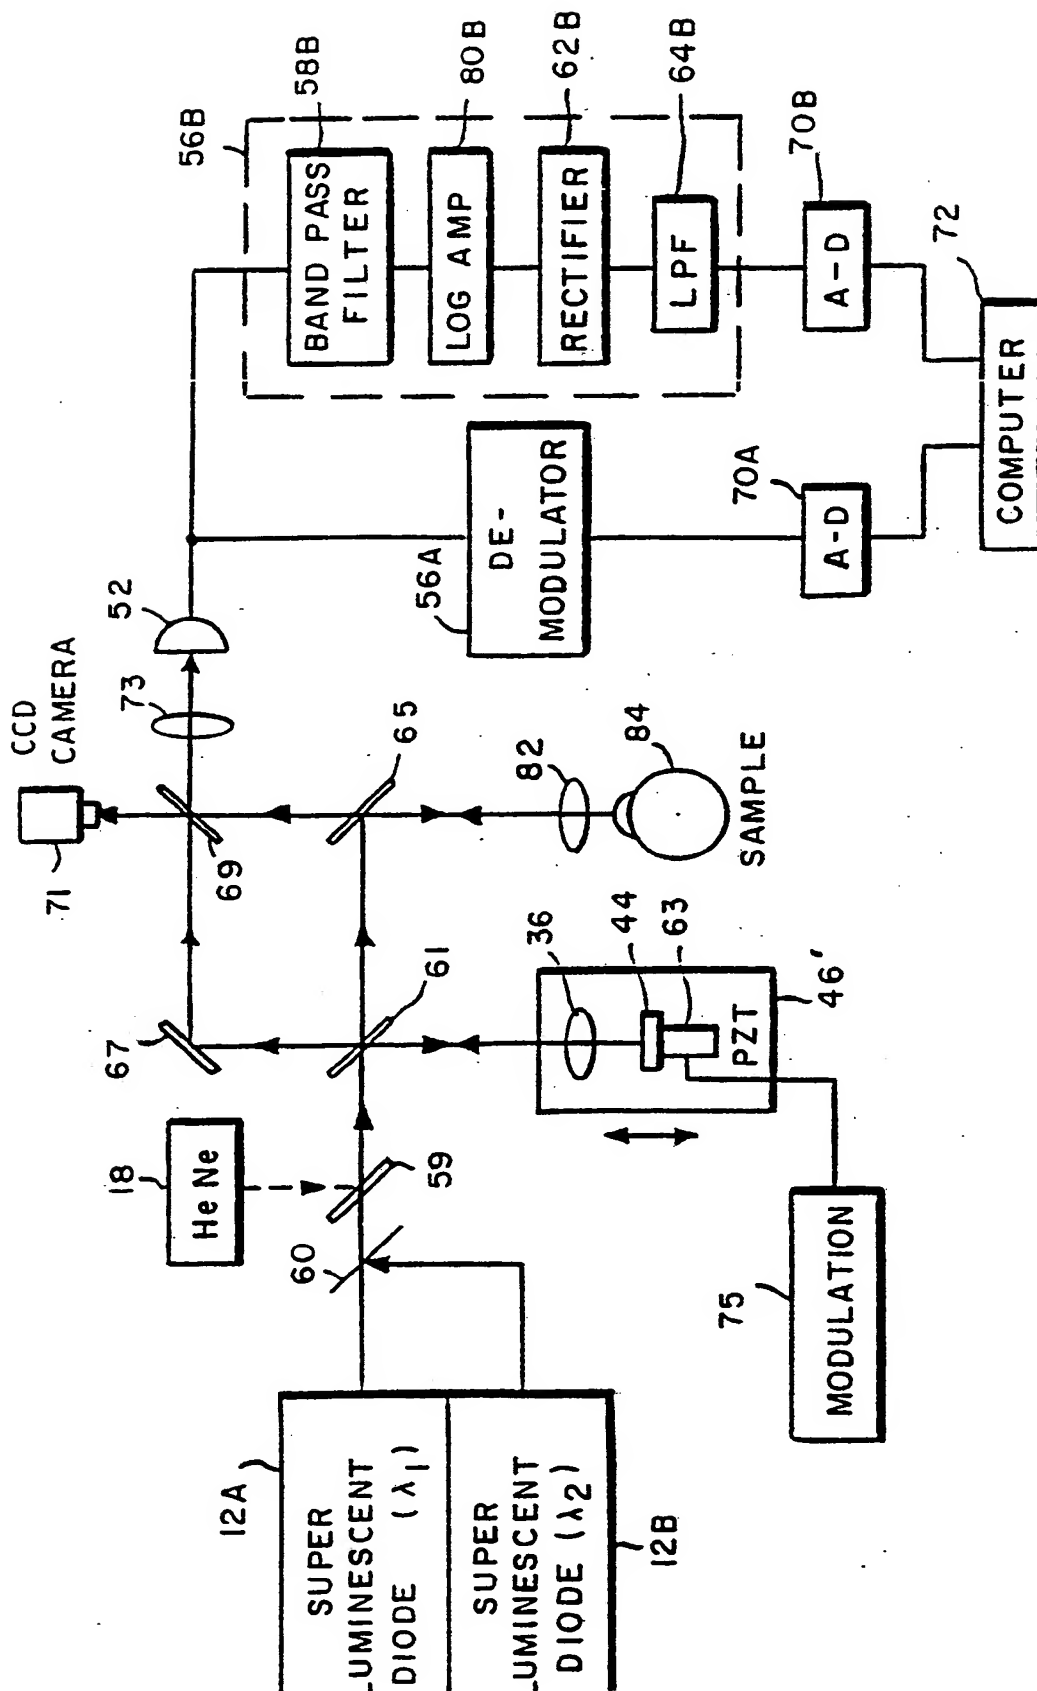 SUPER
LUMINESCENT
DIODE (λ1)
12A
SUPER
LUMINESCENT
DIODE (λ2)
12B
60
HeNe
18
59
61
67
65
69
CCD
CAMERA
71
73
52
36
44
63
PZT
46'
MODULATION
75
82
84
SAMPLE
DE-
MODULATOR
56A
56B
BAND PASS
FILTER
58B
LOG AMP
80B
RECTIFIER
62B
LPF
64B
A-D
70A
A-D
70B
COMPUTER
72